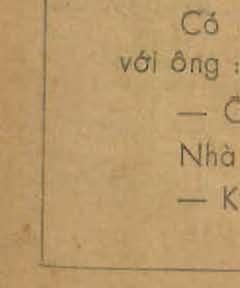 Có
với ông :
—
Nhà
— K